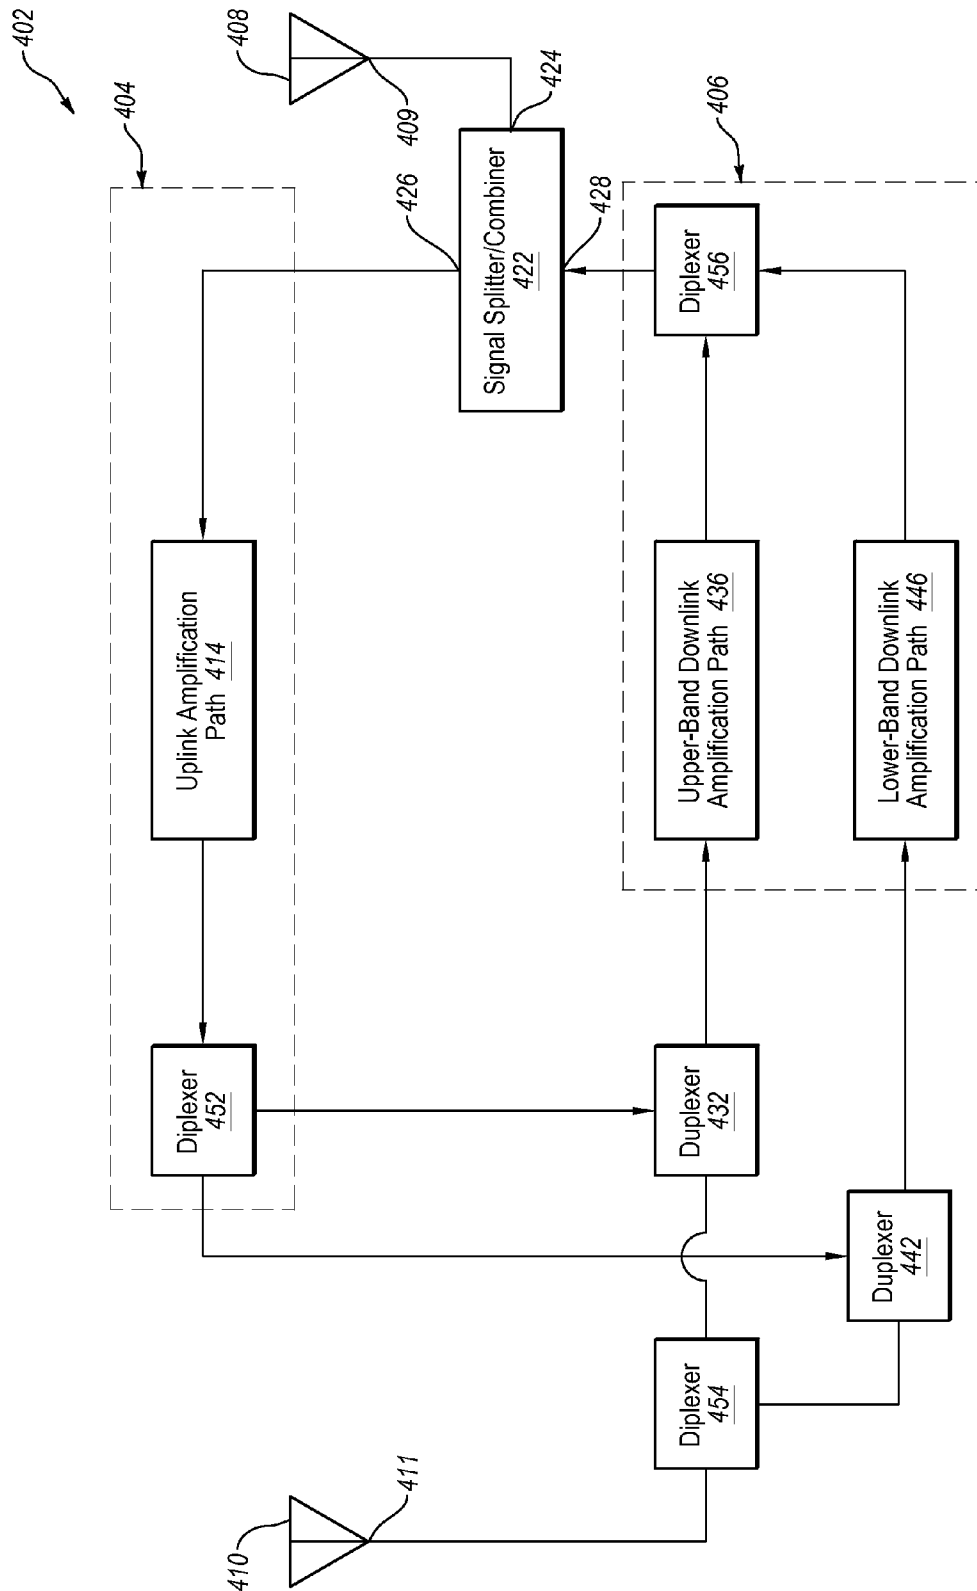 402
404
408
409
424
426
Signal Splitter/Combiner
422
428
406
Uplink Amplification
Path 414
Diplexer
456
Upper-Band Downlink
Amplification Path 436
Lower-Band Downlink
Amplification Path 446
Diplexer
452
Duplexer
432
Duplexer
442
Diplexer
454
410
411